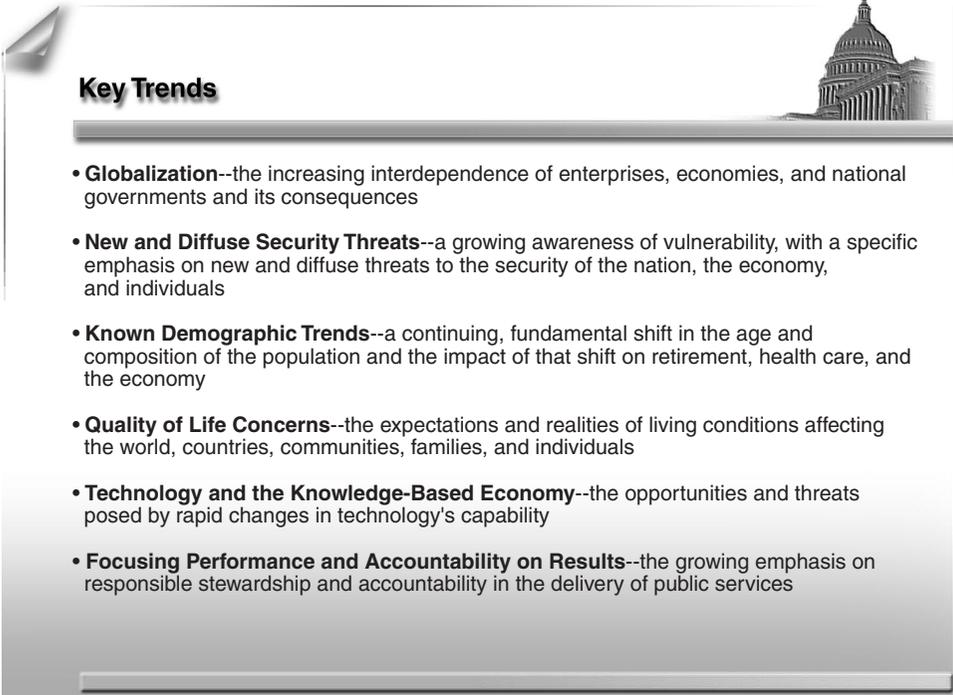 Key Trends
• Globalization--the increasing interdependence of enterprises, economies, and national
governments and its consequences
• New and Diffuse Security Threats--a growing awareness of vulnerability, with a specific
emphasis on new and diffuse threats to the security of the nation, the economy,
and individuals
• Known Demographic Trends--a continuing, fundamental shift in the age and
composition of the population and the impact of that shift on retirement, health care, and
the economy
• Quality of Life Concerns--the expectations and realities of living conditions affecting
the world, countries, communities, families, and individuals
• Technology and the Knowledge-Based Economy--the opportunities and threats
posed by rapid changes in technology's capability
• Focusing Performance and Accountability on Results--the growing emphasis on
responsible stewardship and accountability in the delivery of public services